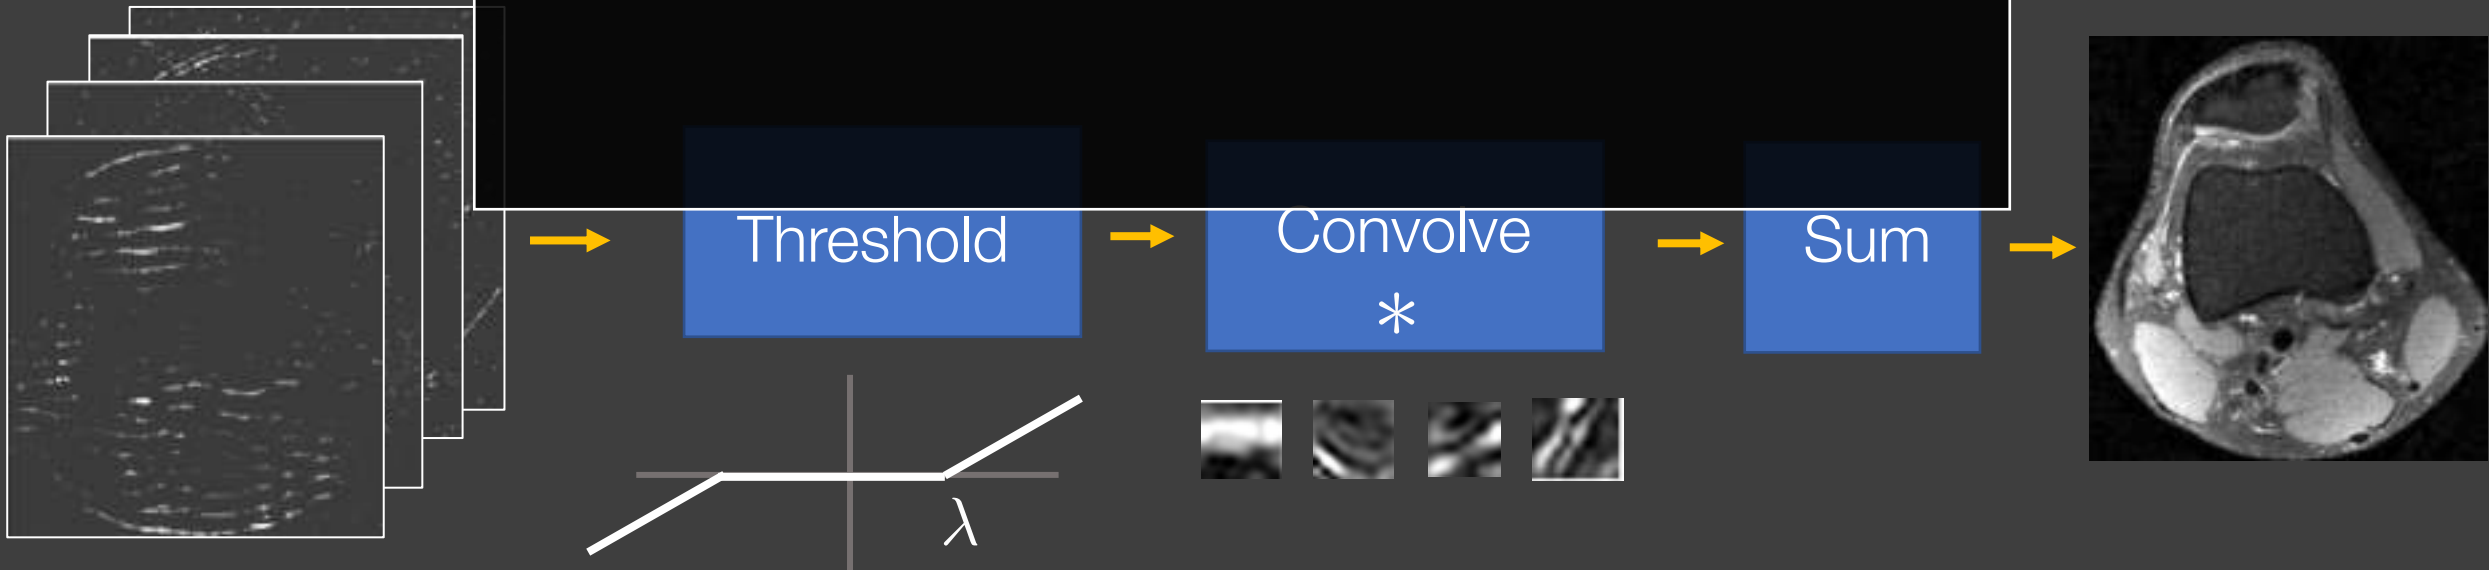 Threshold
Convolve
*
Sum
λ